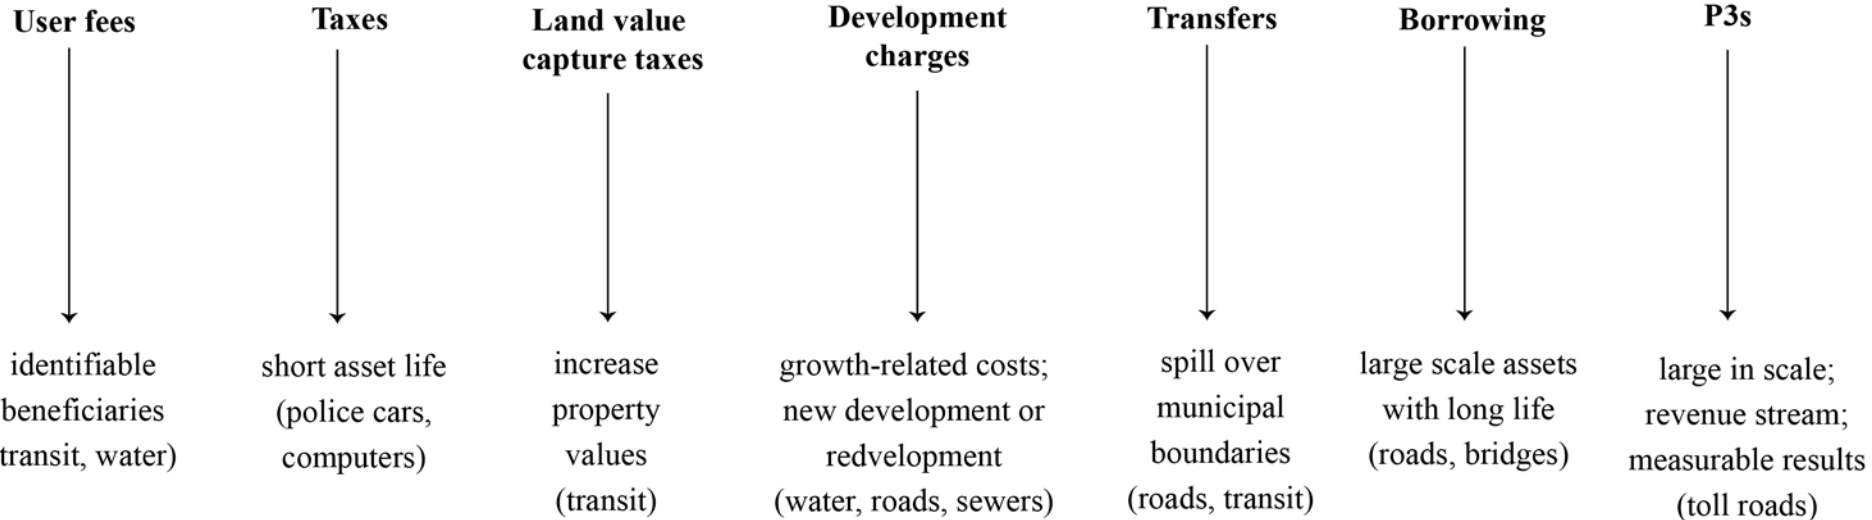 User fees
Taxes
Land value
capture taxes
Development
charges
Transfers
Borrowing
P3s
identifiable
beneficiaries
transit, water)
short asset life
(police cars,
computers)
increase
property
values
(transit)
growth-related costs;
new development or
redvelopment
(water, roads, sewers)
spill over
municipal
boundaries
(roads, transit)
large scale assets
with long life
(roads, bridges)
large in scale;
revenue stream;
measurable results
(toll roads)